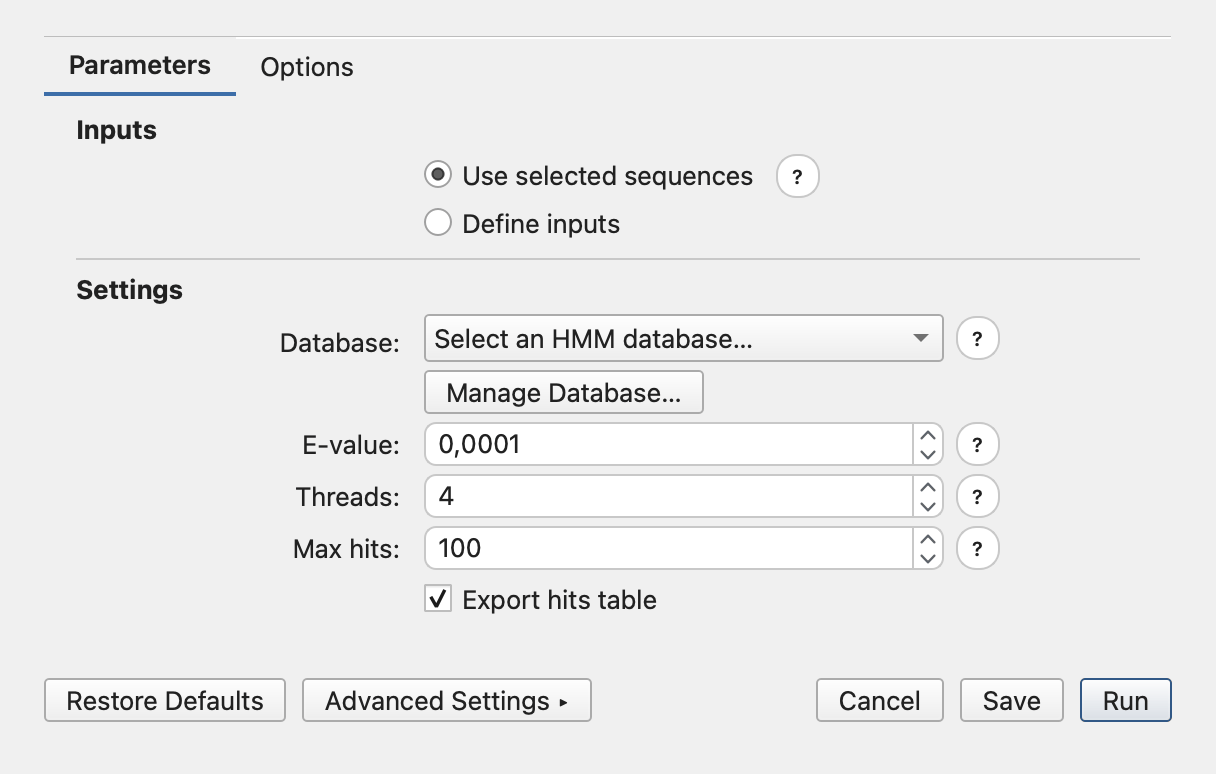 Parameters Options
Inputs
Use selected sequences ?
Define inputs
Settings
Database: Select an HMM database... ?
Manage Database...
E-value: 0,0001 ?
Threads: 4 ?
Max hits: 100 ?
Export hits table
Restore Defaults Advanced Settings ▸ Cancel Save Run